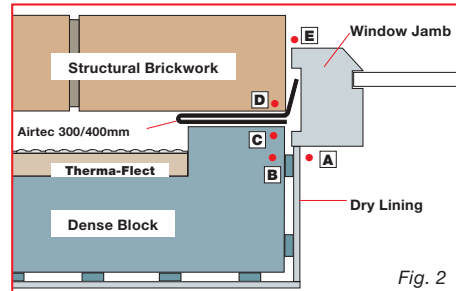 E
Window Jamb
Structural Brickwork
D
Airtec 300/400mm
C
A
Therma-Flect
B
Dry Lining
Dense Block
Fig. 2